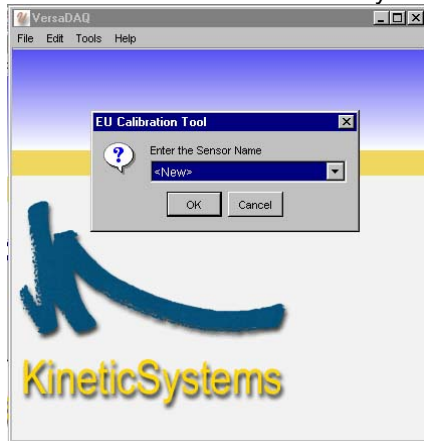 VersaDAQ
File Edit Tools Help
EU Calibration Tool
Enter the Sensor Name
<New>
OK Cancel
KineticSystems